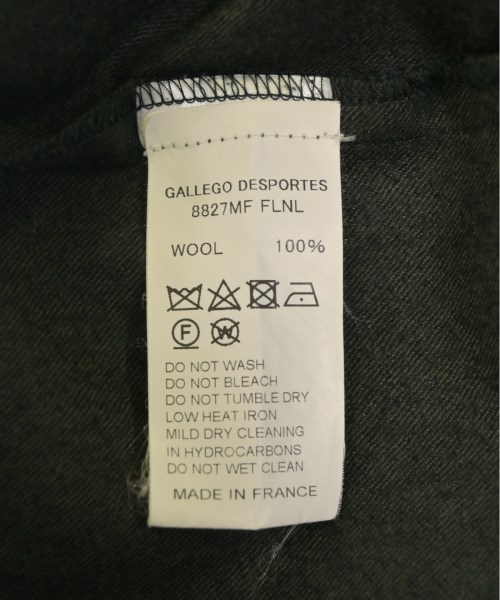 GALLEGO DESPORTES
8827MF FLNL
WOOL 100%
F W
DO NOT WASH
DO NOT BLEACH
DO NOT TUMBLE DRY
LOW HEAT IRON
MILD DRY CLEANING
IN HYDROCARBONS
DO NOT WET CLEAN
MADE IN FRANCE